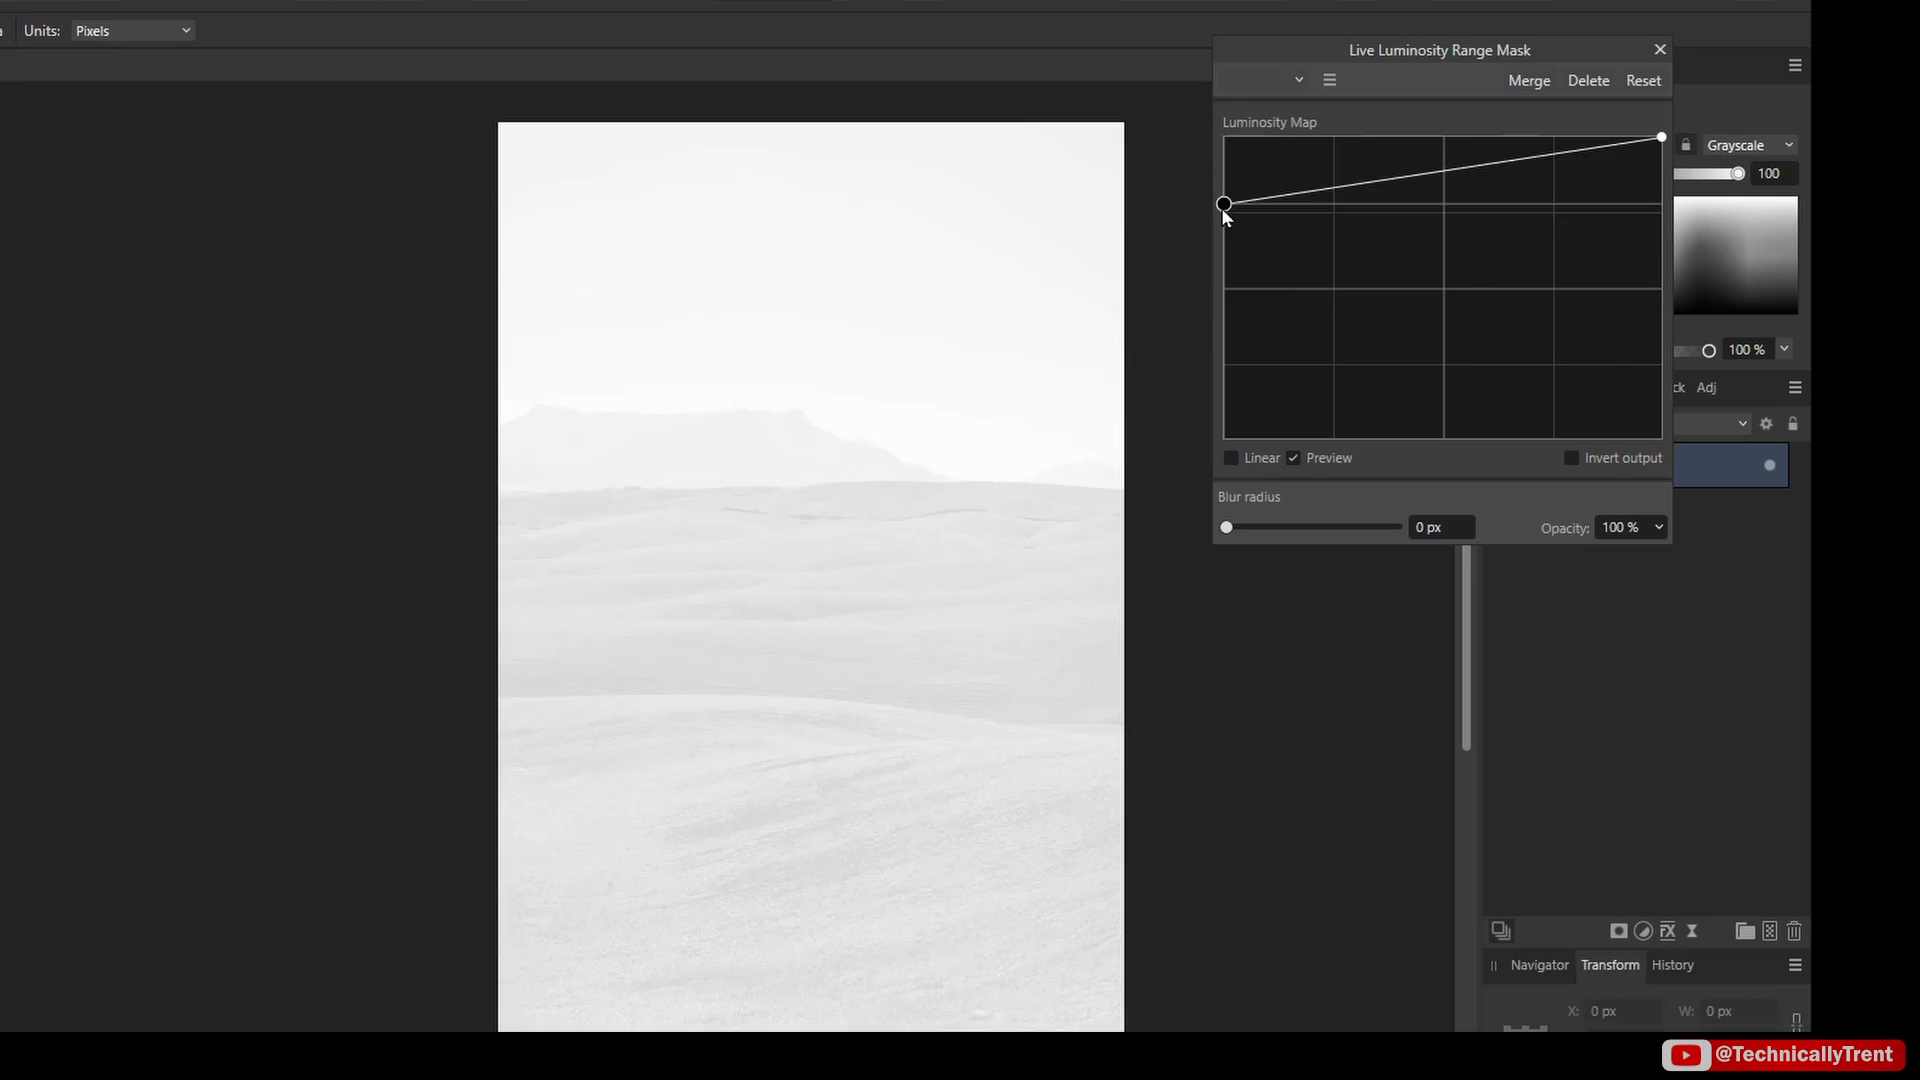 Units: Pixels
Live Luminosity Range Mask
Merge Delete Reset
Luminosity Map
Grayscale
100
100 %
Adj
Linear Preview Invert output
Blur radius
0 px Opacity: 100 %
Navigator Transform History
X: 0 px W: 0 px
@TechnicallyTrent